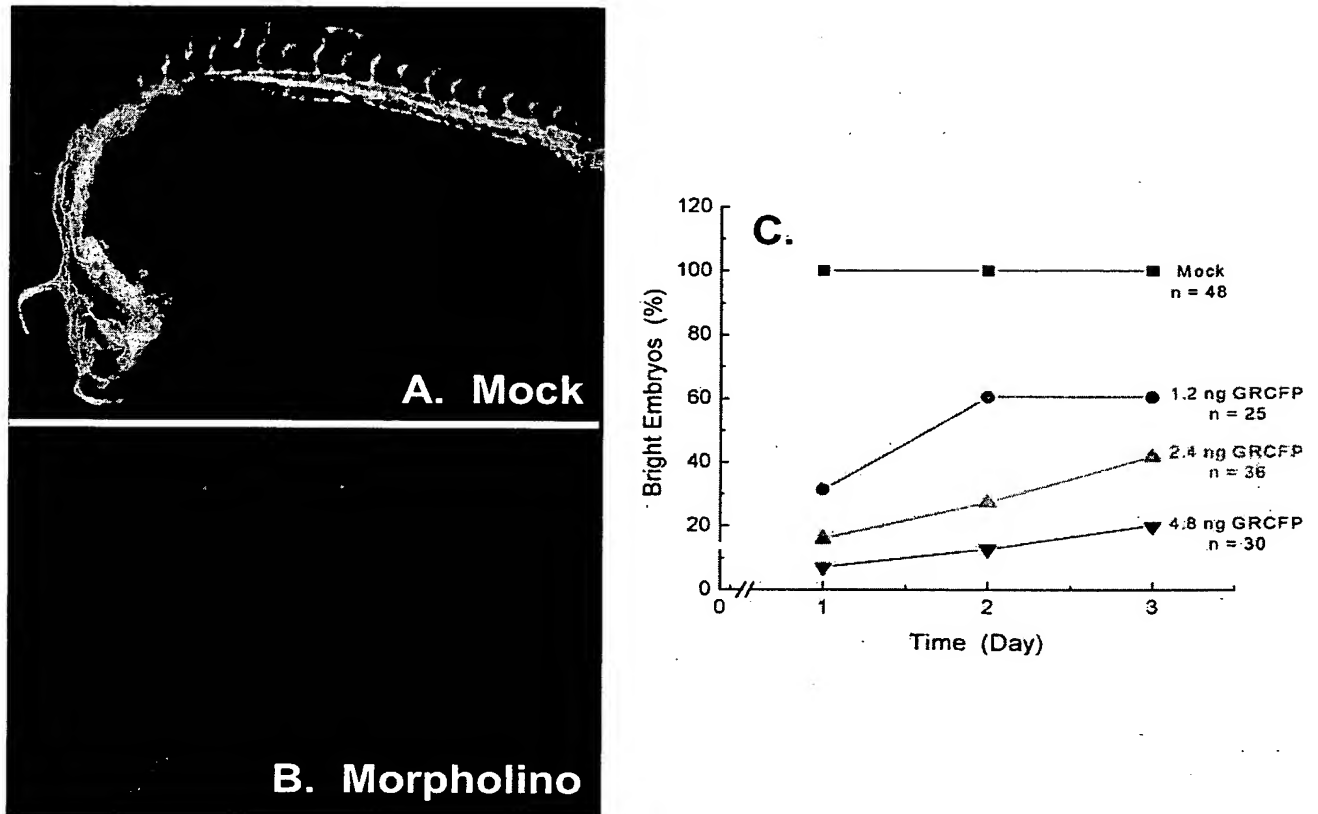 A. Mock
B. Morpholino
C.
Bright Embryos (%)
120
100
80
60
40
20
0
0
1
2
3
Time (Day)
Mock
n = 48
1.2 ng GRCFP
n = 25
2.4 ng GRCFP
n = 36
4.8 ng GRCFP
n = 30